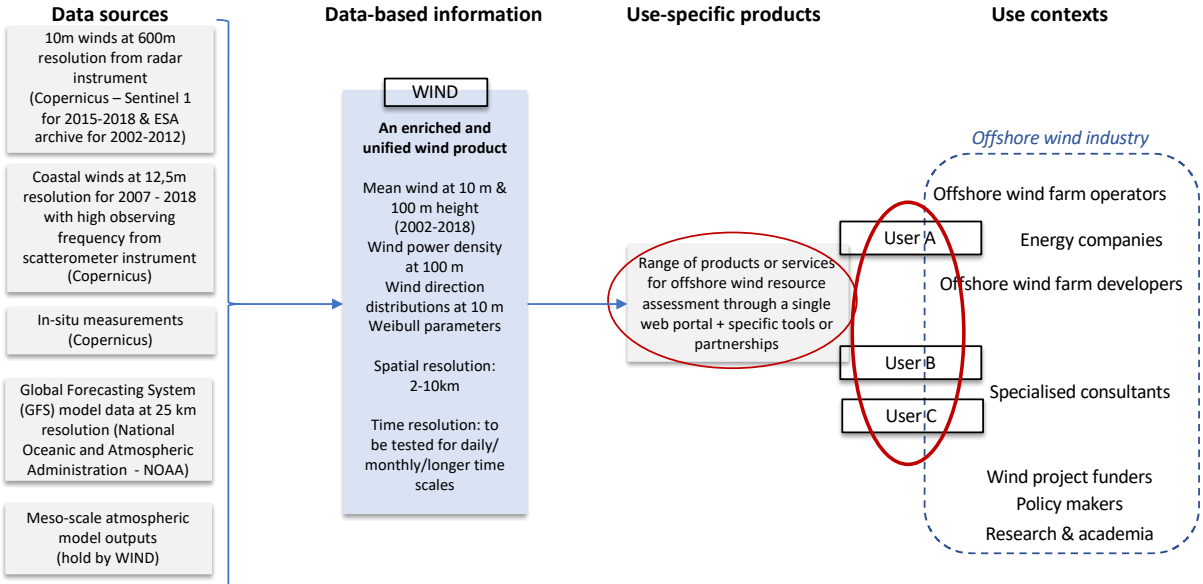 Data sources
10m winds at 600m
resolution from radar
instrument
(Copernicus – Sentinel 1
for 2015-2018 & ESA
archive for 2002-2012)
Coastal winds at 12,5m
resolution for 2007 - 2018
with high observing
frequency from
scatterometer instrument
(Copernicus)
In-situ measurements
(Copernicus)
Global Forecasting System
(GFS) model data at 25 km
resolution (National
Oceanic and Atmospheric
Administration - NOAA)
Meso-scale atmospheric
model outputs
(hold by WIND)
Data-based information
WIND
An enriched and
unified wind product
Mean wind at 10 m &
100 m height
(2002-2018)
Wind power density
at 100 m
Wind direction
distributions at 10 m
Weibull parameters
Spatial resolution:
2-10km
Time resolution: to
be tested for daily/
monthly/longer time
scales
Use-specific products
Range of products or services
for offshore wind resource
assessment through a single
web portal + specific tools or
partnerships
Use contexts
Offshore wind industry
Offshore wind farm operators
User A
Energy companies
Offshore wind farm developers
User B
Specialised consultants
User C
Wind project funders
Policy makers
Research & academia